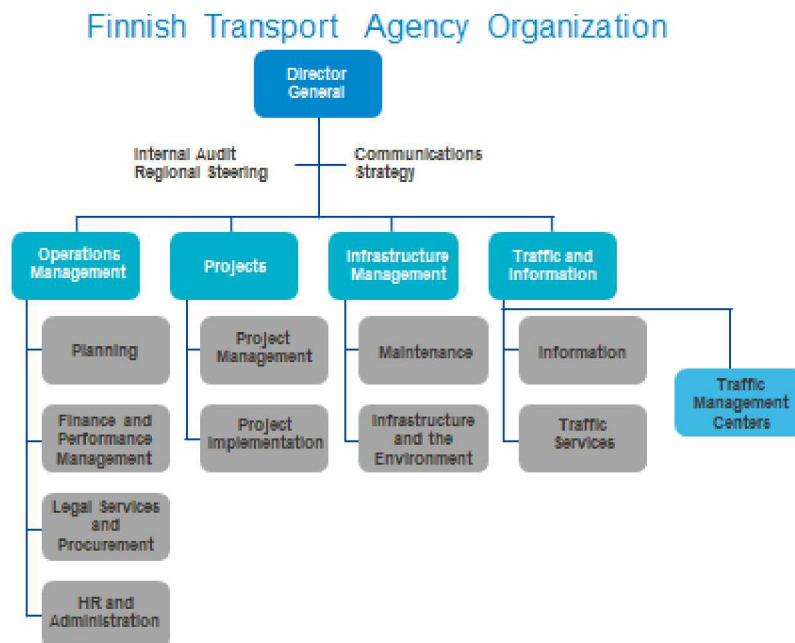 Finnish Transport Agency Organization
Director
General
Internal Audit
Regional Steering
Communications
Strategy
Operations
Management
Projects
Infrastructure
Management
Traffic and
Information
Planning
Finance and
Performance
Management
Legal Services
and
Procurement
HR and
Administration
Project
Management
Project
Implementation
Maintenance
Infrastructure
and the
Environment
Information
Traffic
Services
Traffic
Management
Centers